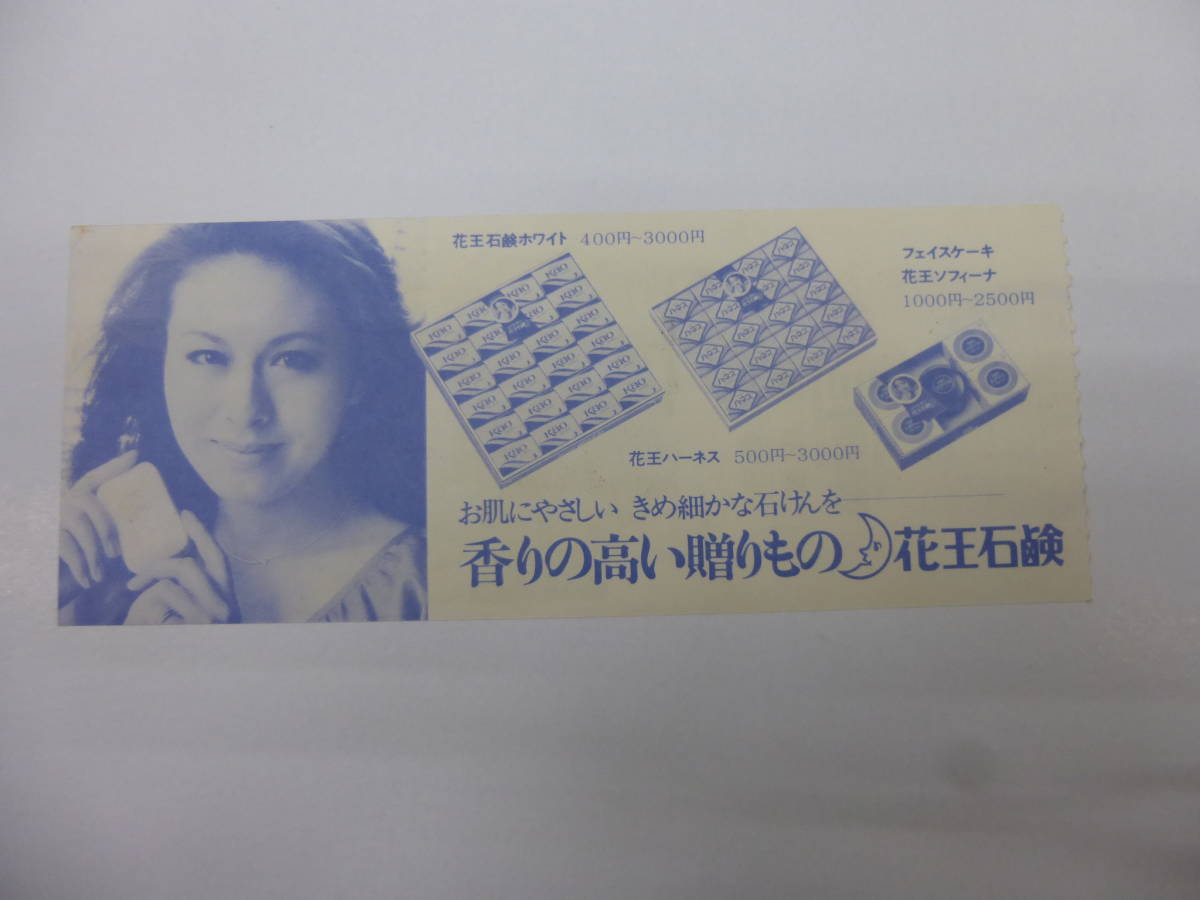 花王石鹸ホワイト 400円~3000円
フェイスケーキ
花王ソフィーナ
1000円~2500円
花王ハーネス 500円~3000円
お肌にやさしい きめ細かな石けんを
香りの高い贈りもの 花王石鹸